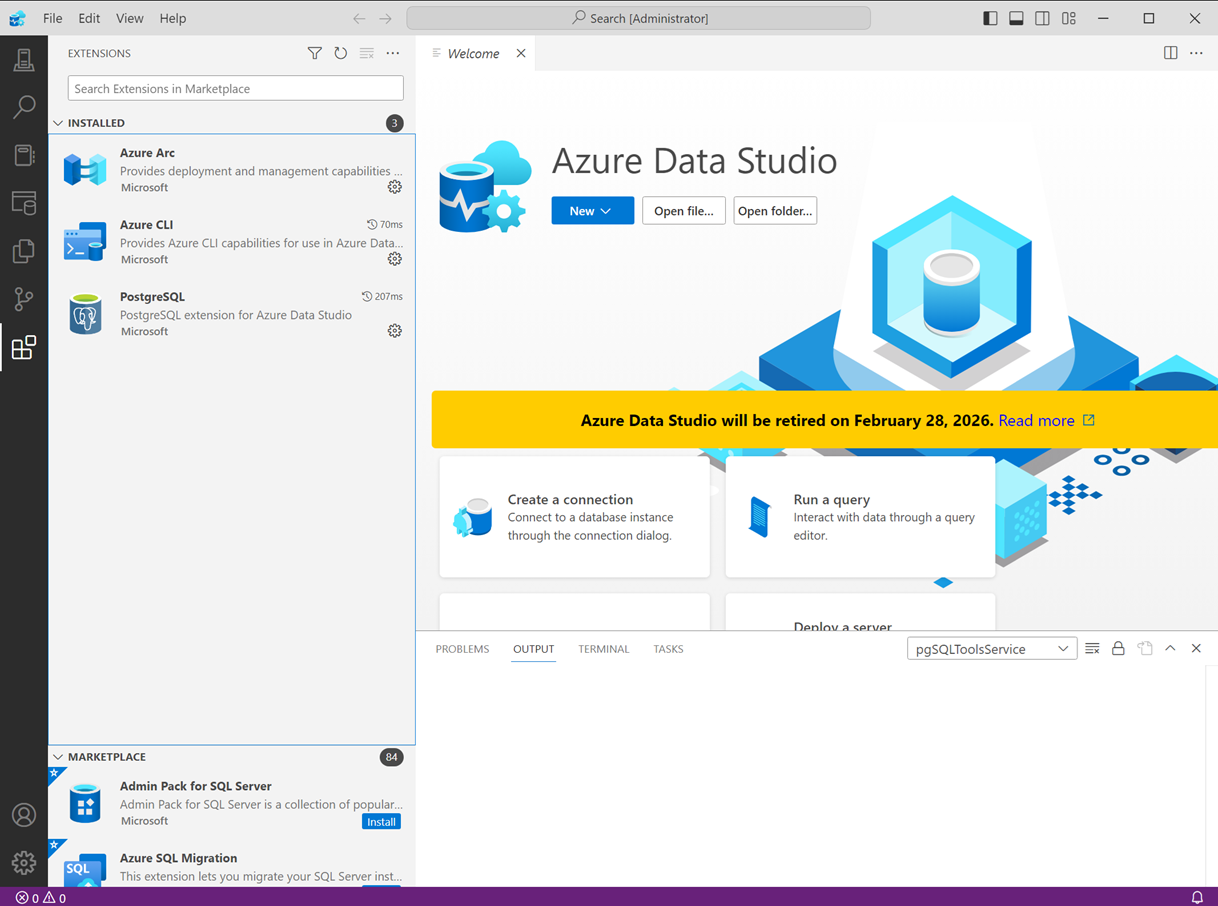 File Edit View Help
Search [Administrator]
EXTENSIONS
Search Extensions in Marketplace
INSTALLED 3
Azure Arc
Provides deployment and management capabilities ...
Microsoft
Azure CLI 70ms
Provides Azure CLI capabilities for use in Azure Data...
Microsoft
PostgreSQL 207ms
PostgreSQL extension for Azure Data Studio
Microsoft
MARKETPLACE 84
Admin Pack for SQL Server
Admin Pack for SQL Server is a collection of popular...
Microsoft Install
SQL
Azure SQL Migration
This extension lets you migrate your SQL Server inst...
Welcome
Azure Data Studio
New Open file... Open folder...
Azure Data Studio will be retired on February 28, 2026. Read more
Create a connection
Connect to a database instance
through the connection dialog.
Run a query
Interact with data through a query
editor.
Deploy a server
PROBLEMS OUTPUT TERMINAL TASKS pgSQLToolsService
0 0